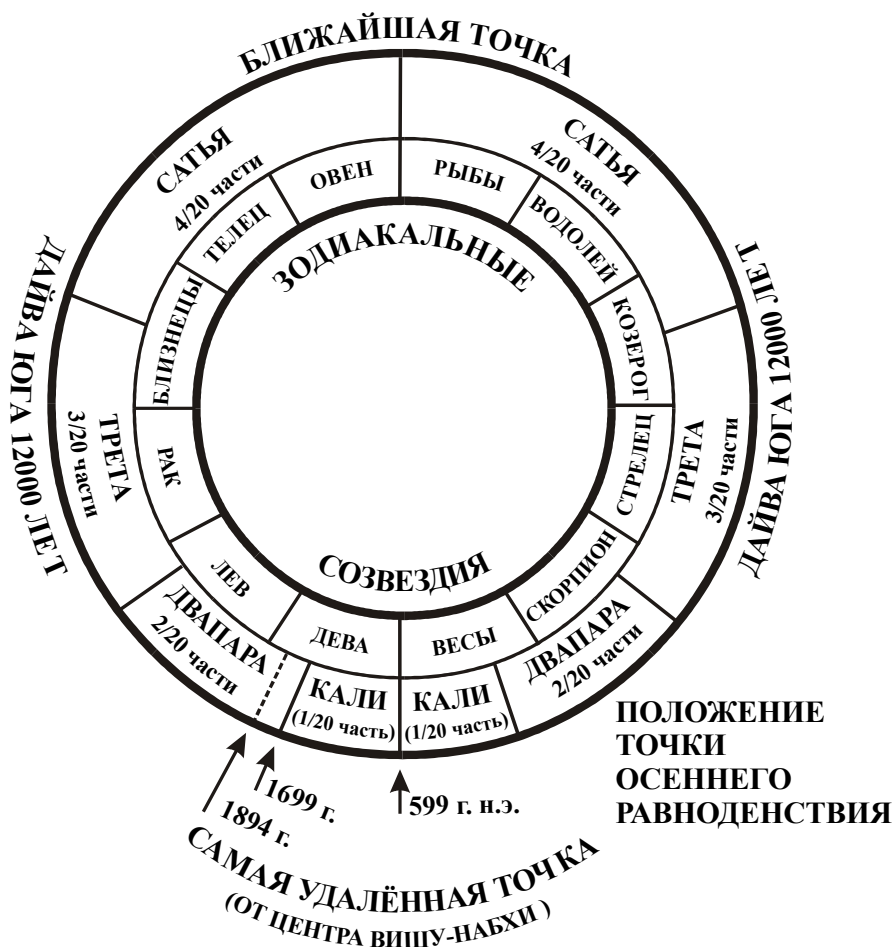 БЛИЖАЙШАЯ ТОЧКА
САТЬЯ
4/20 части
САТЬЯ
4/20 части
ОВЕН
РЫБЫ
ТЕЛЕЦ
ВОДОЛЕЙ
ЗОДИАКАЛЬНЫЕ
БЛИЗНЕЦЫ
КОЗЕРОГ
ДАЙВА ЮГА 12000 ЛЕТ
ДАЙВА ЮГА 12000 ЛЕТ
ТРЕТА
3/20 части
РАК
СТРЕЛЕЦ
ТРЕТА
3/20 части
СОЗВЕЗДИЯ
ЛЕВ
СКОРПИОН
ДЕВА
ВЕСЫ
ДВАПАРА
2/20 части
ДВАПАРА
2/20 части
КАЛИ
(1/20 часть)
КАЛИ
(1/20 часть)
ПОЛОЖЕНИЕ
ТОЧКИ
ОСЕННЕГО
РАВНОДЕНСТВИЯ
1699 г.
599 г. н.э.
1894 г.
САМАЯ УДАЛЁННАЯ ТОЧКА
(ОТ ЦЕНТРА ВИШУ-НАБХИ )